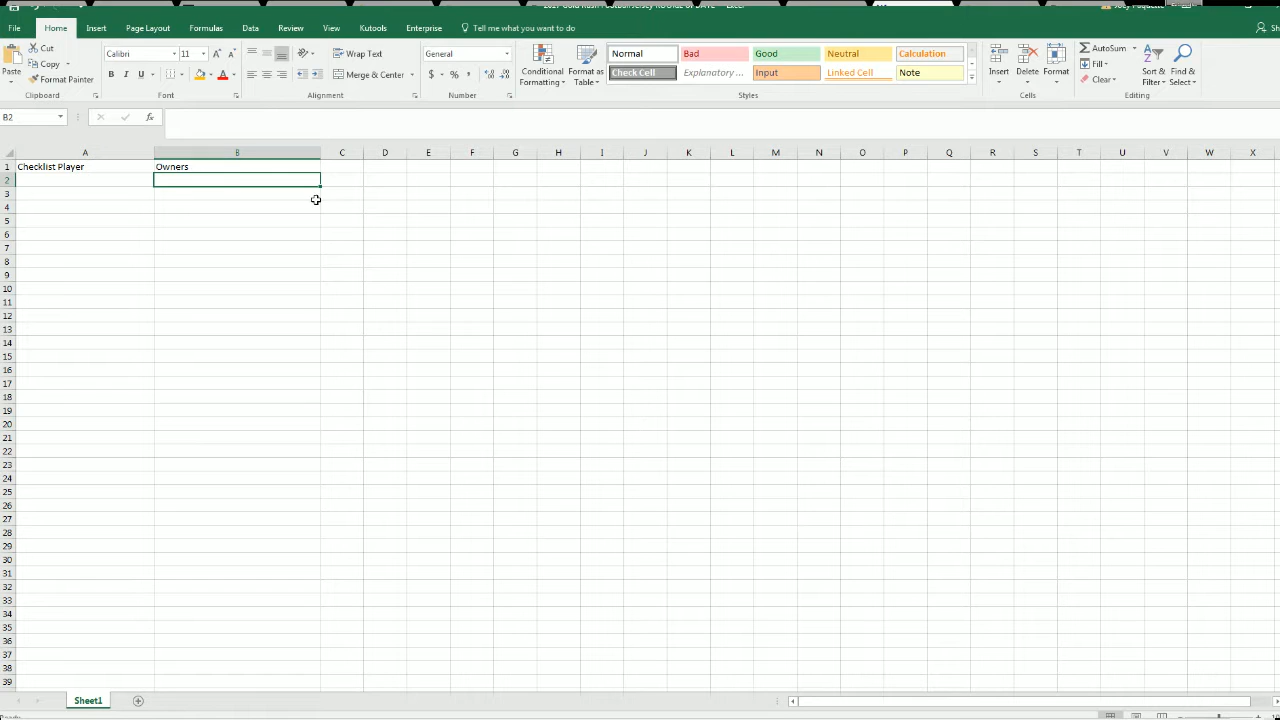 File Home Insert Page Layout Formulas Data Review View Kutools Enterprise Tell me what you want to do
Paste
Cut
Copy
Format Painter
Clipboard
Calibri 11
B I U
Font
Wrap Text
Merge & Center
Alignment
General
$ % ,
Number
Conditional Formatting
Format as Table
Normal Bad Good Neutral Calculation
Check Cell Explanatory ... Input Linked Cell Note
Styles
Insert Delete Format
Cells
AutoSum
Fill
Clear
Sort & Filter
Find & Select
Editing
B2 fx
A B C D E F G H I J K L M N O P Q R S T U V W X
1 Checklist Player Owners
2
3
4
5
6
7
8
9
10
11
12
13
14
15
16
17
18
19
20
21
22
23
24
25
26
27
28
29
30
31
32
33
34
35
36
37
38
39
Sheet1